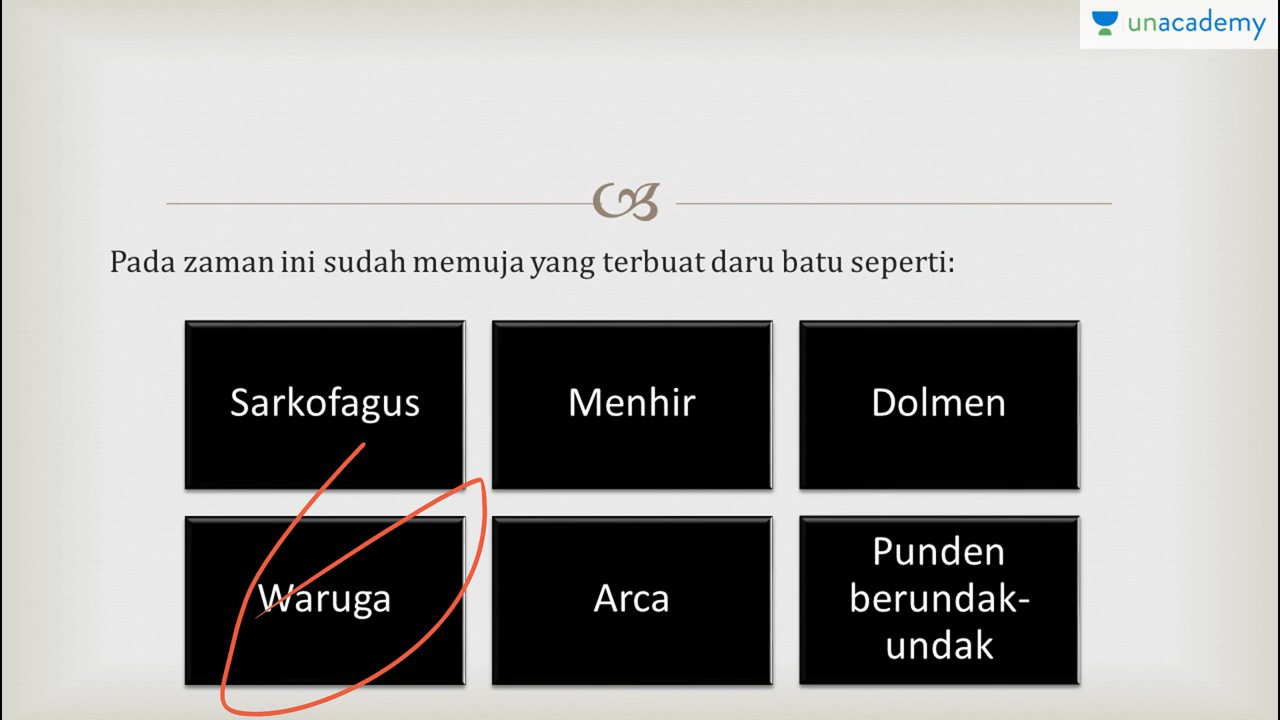 unacademy
Pada zaman ini sudah memuja yang terbuat daru batu seperti:
Sarkofagus
Menhir
Dolmen
Waruga
Arca
Punden
berundak-
undak